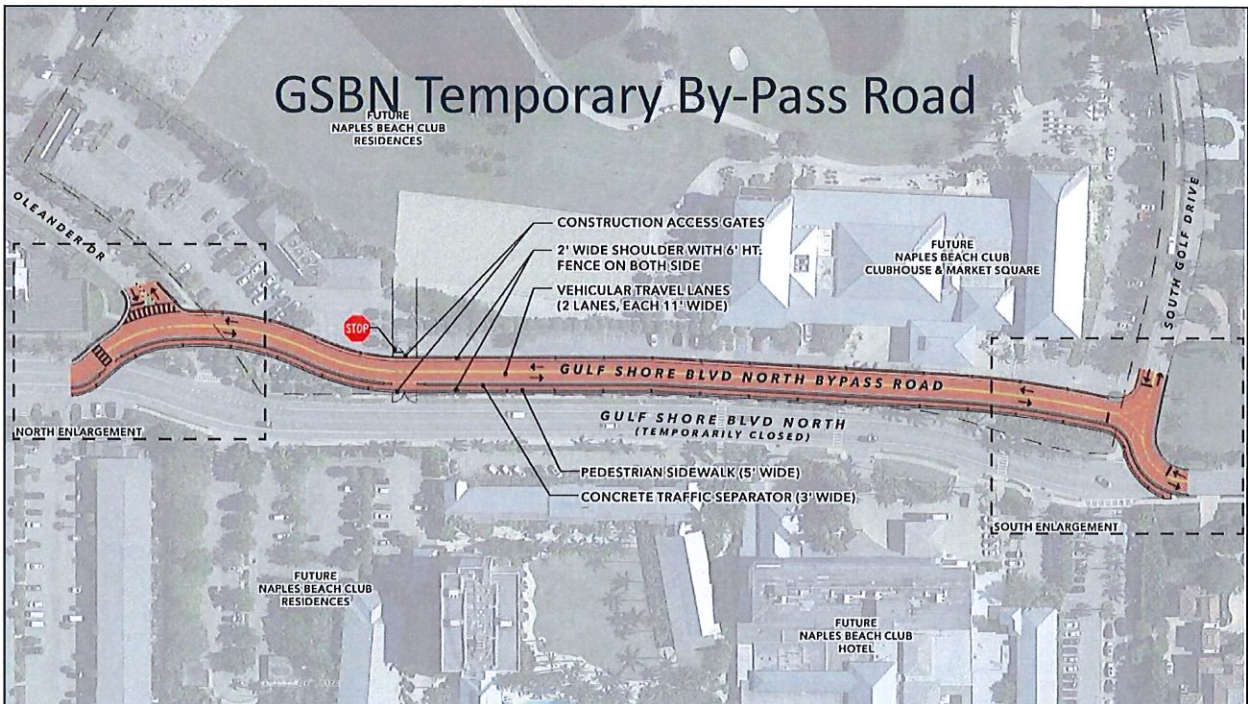 GSBN Temporary By-Pass Road
FUTURE
NAPLES BEACH CLUB
RESIDENCES
OLEANDER DR
CONSTRUCTION ACCESS GATES
2' WIDE SHOULDER WITH 6' HT.
FENCE ON BOTH SIDE
VEHICULAR TRAVEL LANES
(2 LANES, EACH 11' WIDE)
FUTURE
NAPLES BEACH CLUB
CLUBHOUSE & MARKET SQUARE
SOUTH GOLF DRIVE
STOP
GULF SHORE BLVD NORTH BYPASS ROAD
GULF SHORE BLVD NORTH
(TEMPORARILY CLOSED)
NORTH ENLARGEMENT
PEDESTRIAN SIDEWALK (5' WIDE)
CONCRETE TRAFFIC SEPARATOR (3' WIDE)
SOUTH ENLARGEMENT
FUTURE
NAPLES BEACH CLUB
RESIDENCES
FUTURE
NAPLES BEACH CLUB
HOTEL